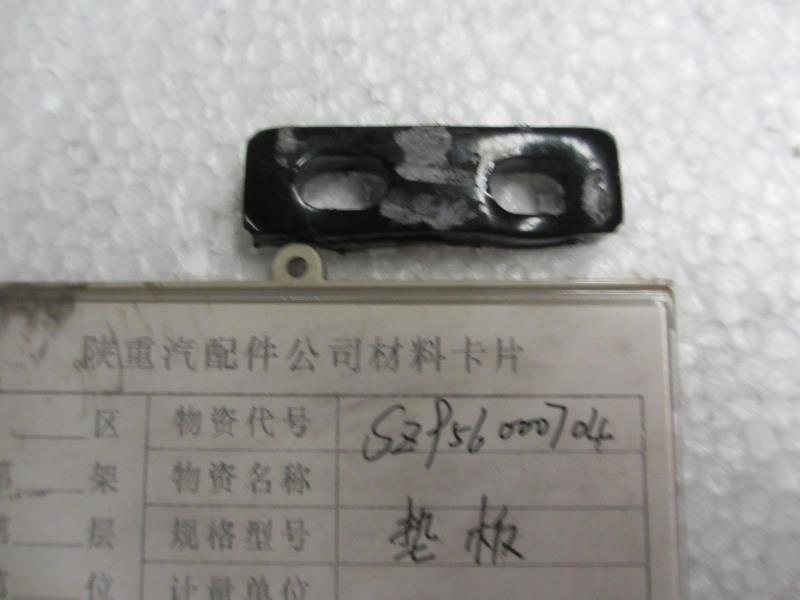 陕重汽配件公司材料卡片
区 物资代号 SZ956000704
架 物资名称
层 规格型号 垫板
位 计量单位